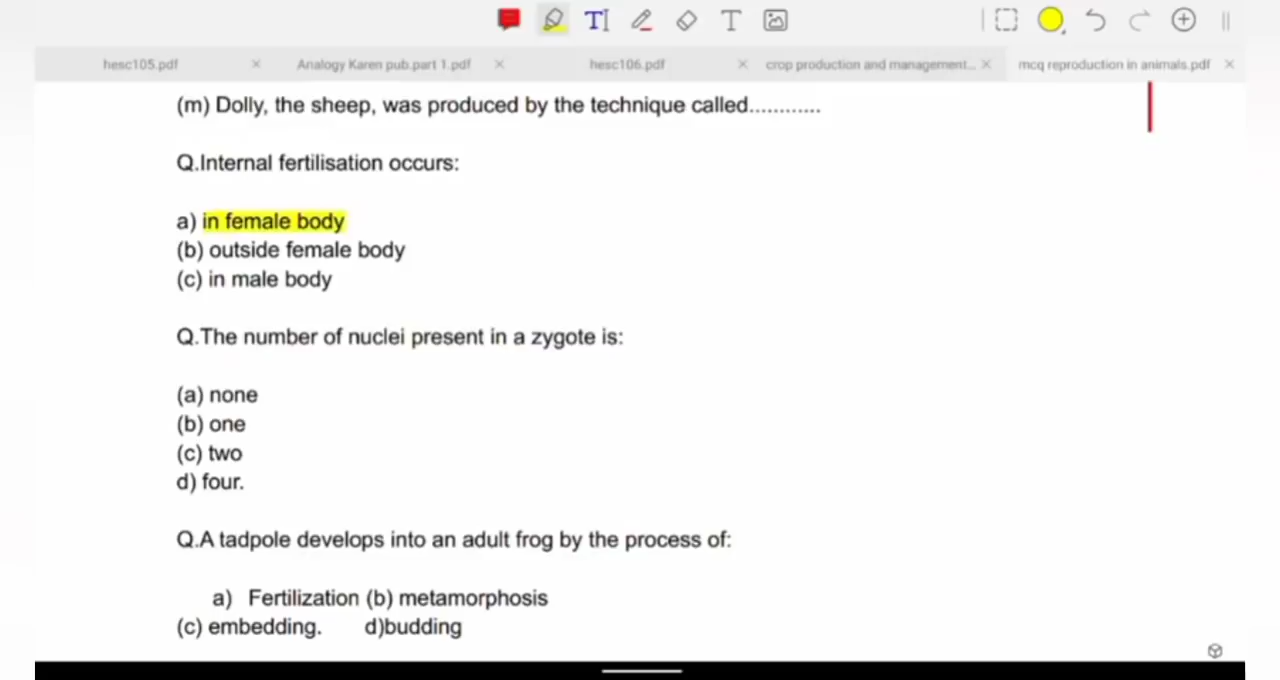 TI
T
hesc105.pdf × Analogy Karen pub.part 1.pdf × hesc106.pdf × crop production and management... × mcq reproduction in animals.pdf ×
(m) Dolly, the sheep, was produced by the technique called............
Q.Internal fertilisation occurs:
a) in female body
(b) outside female body
(c) in male body
Q.The number of nuclei present in a zygote is:
(a) none
(b) one
(c) two
d) four.
Q.A tadpole develops into an adult frog by the process of:
a) Fertilization (b) metamorphosis
(c) embedding. d)budding